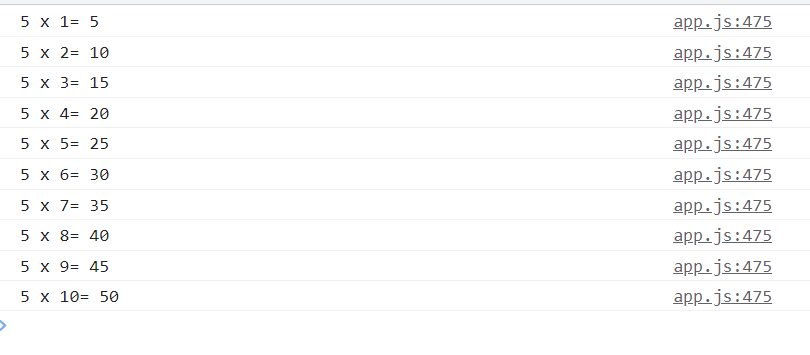 5 x 1= 5 app.js:475
5 x 2= 10 app.js:475
5 x 3= 15 app.js:475
5 x 4= 20 app.js:475
5 x 5= 25 app.js:475
5 x 6= 30 app.js:475
5 x 7= 35 app.js:475
5 x 8= 40 app.js:475
5 x 9= 45 app.js:475
5 x 10= 50 app.js:475